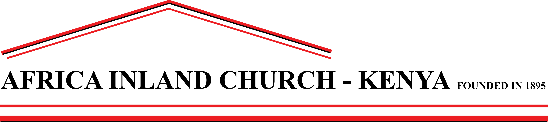 AFRICA INLAND CHURCH - KENYA FOUNDED IN 1895